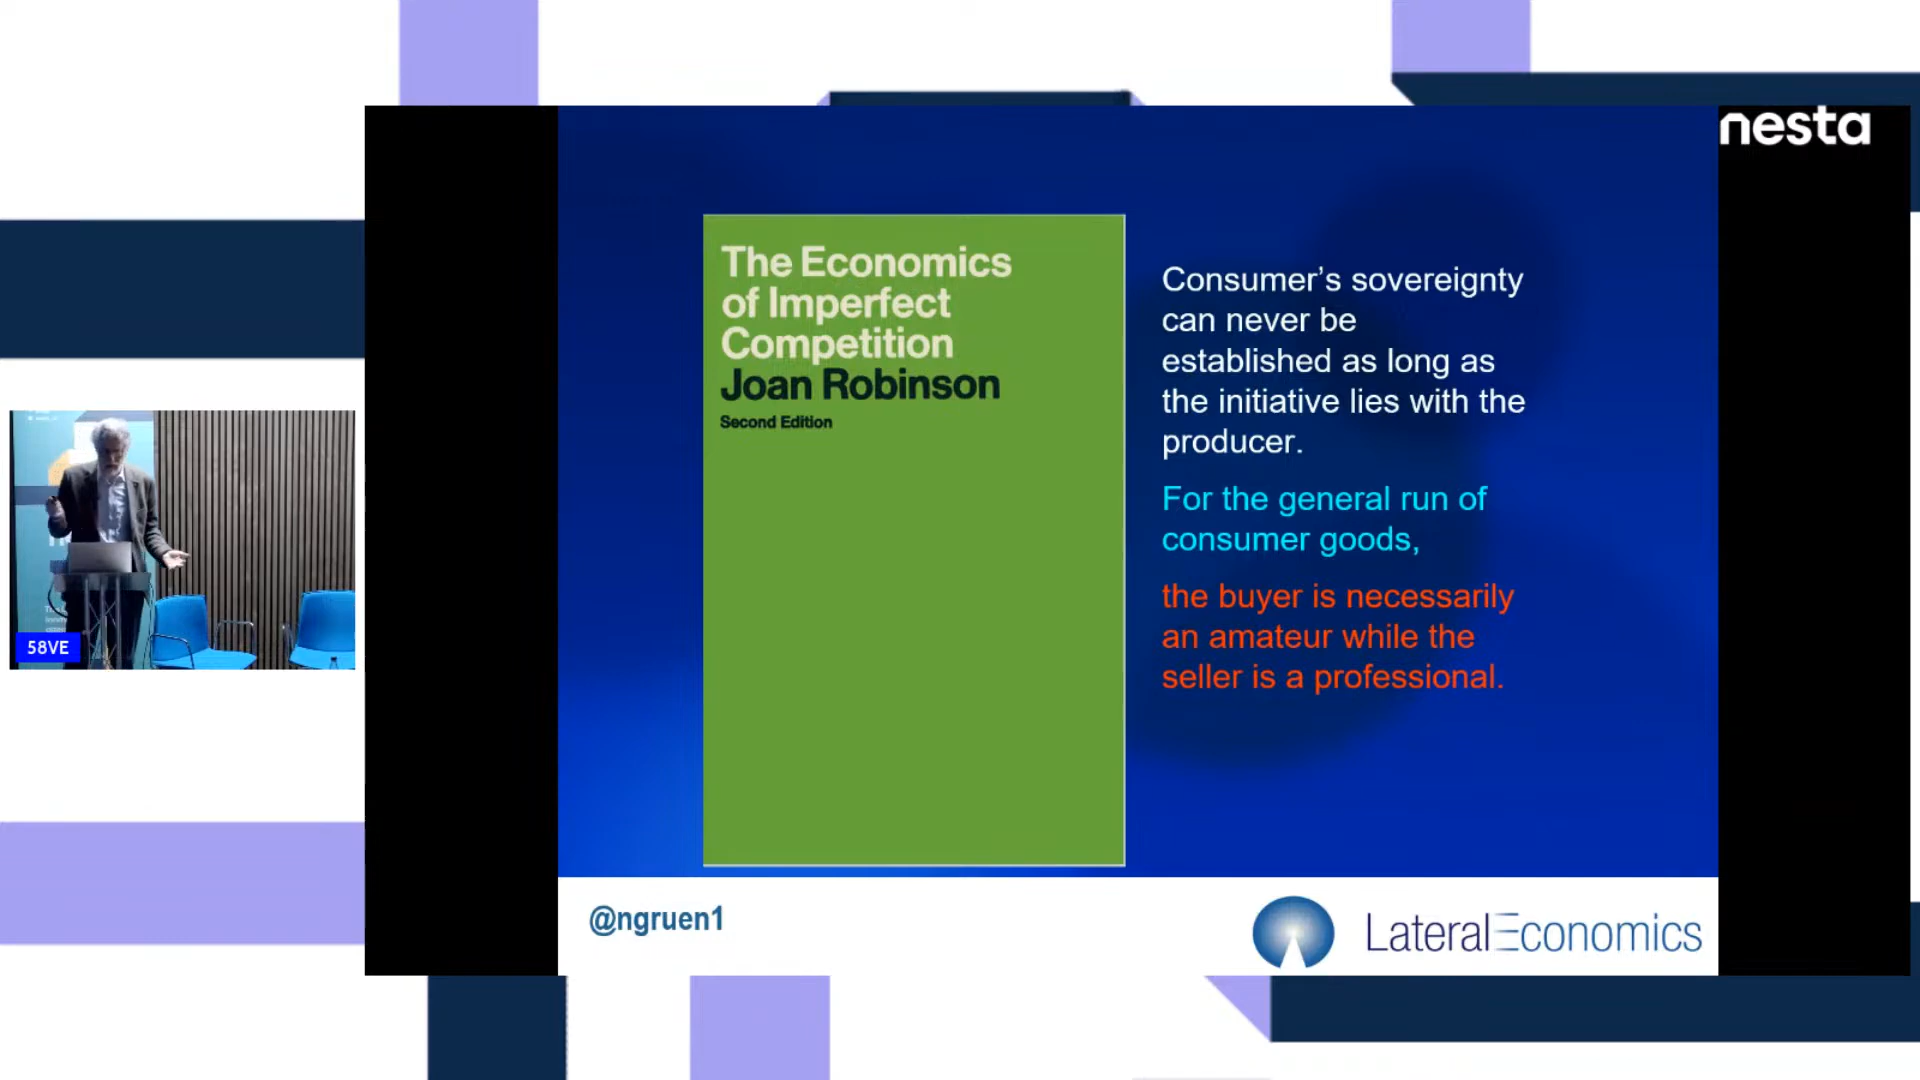 nesta
The Economics
of Imperfect
Competition
Joan Robinson
Second Edition
Consumer’s sovereignty
can never be
established as long as
the initiative lies with the
producer.
For the general run of
consumer goods,
the buyer is necessarily
an amateur while the
seller is a professional.
58VE
@ngruen1
LateralEconomics